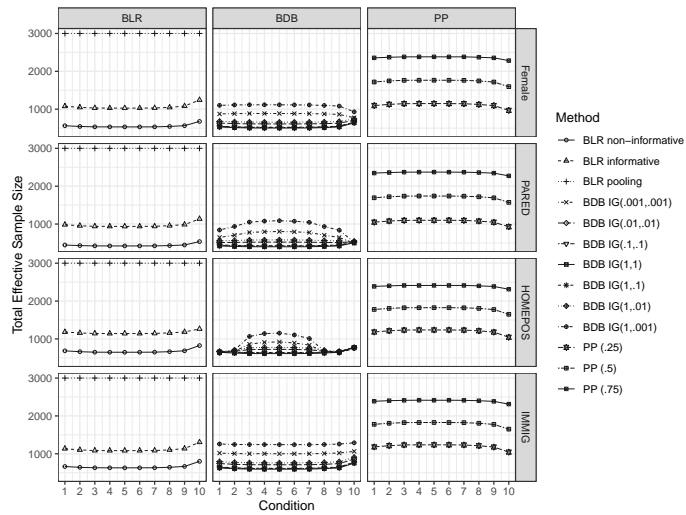 BLR BDB PP
3000
2000
1000
Female
3000
2000
1000
PARED
3000
2000
1000
HOMEPOS
3000
2000
1000
IMMIG
Total Effective Sample Size
1 2 3 4 5 6 7 8 9 10 1 2 3 4 5 6 7 8 9 10 1 2 3 4 5 6 7 8 9 10
Condition
Method
BLR non−informative
BLR informative
BLR pooling
BDB IG(.001,.001)
BDB IG(.01,.01)
BDB IG(.1,.1)
BDB IG(1,1)
BDB IG(1,.1)
BDB IG(1,.01)
BDB IG(1,.001)
PP (.25)
PP (.5)
PP (.75)